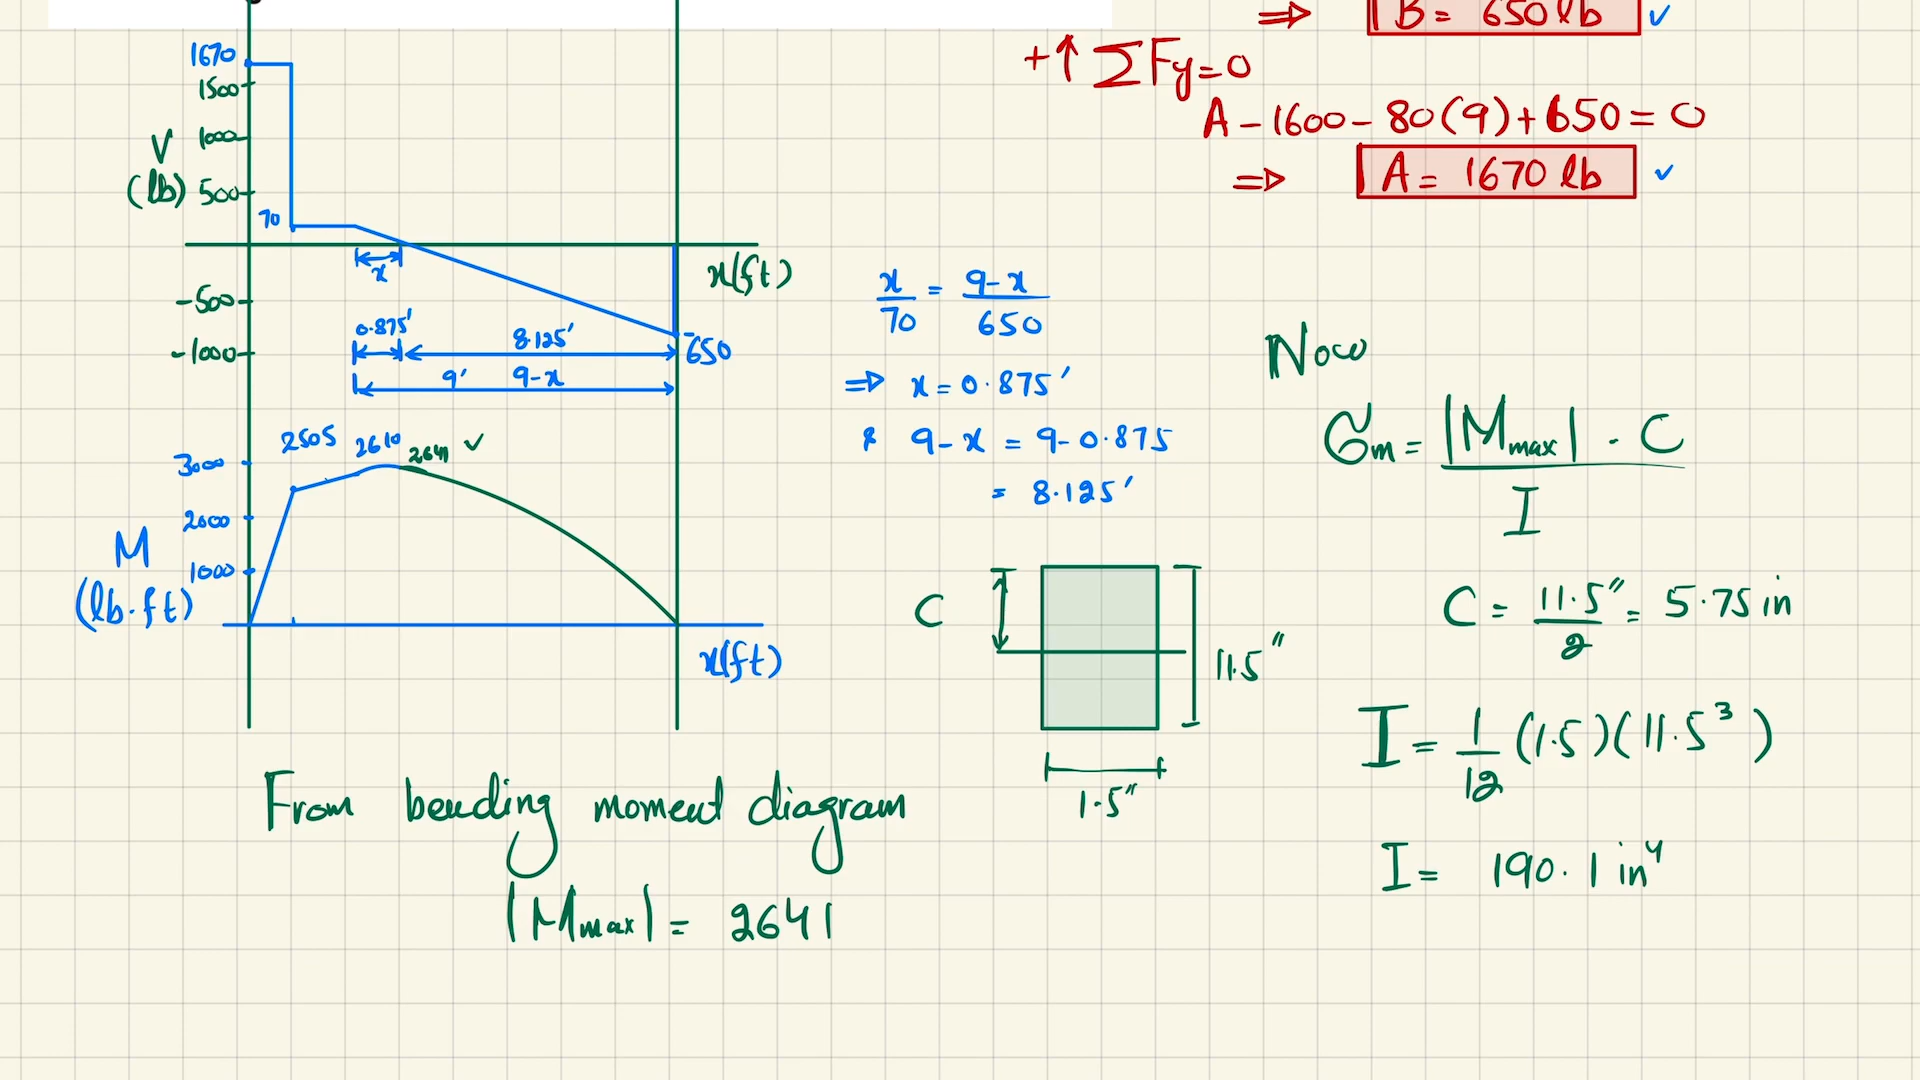 ⇒ B = 650 lb ✓
+↑ ΣFy = 0
A - 1600 - 80(9) + 650 = 0
⇒ A = 1670 lb ✓
1670
1500
V 1000
(lb) 500
70
x
x(ft)
-500
0.875' 8.125'
-1000
-650
9' 9-x
x/70 = 9-x/650
⇒ x = 0.875'
& 9-x = 9-0.875
= 8.125'
2505 2610 2641 ✓
3000
2000
M 1000
(lb.ft)
x(ft)
From bending moment diagram
|Mmax| = 2641
C
11.5"
1.5"
Now
σm = |Mmax| . C / I
C = 11.5"/2 = 5.75 in
I = 1/12 (1.5)(11.5³)
I = 190.1 in⁴